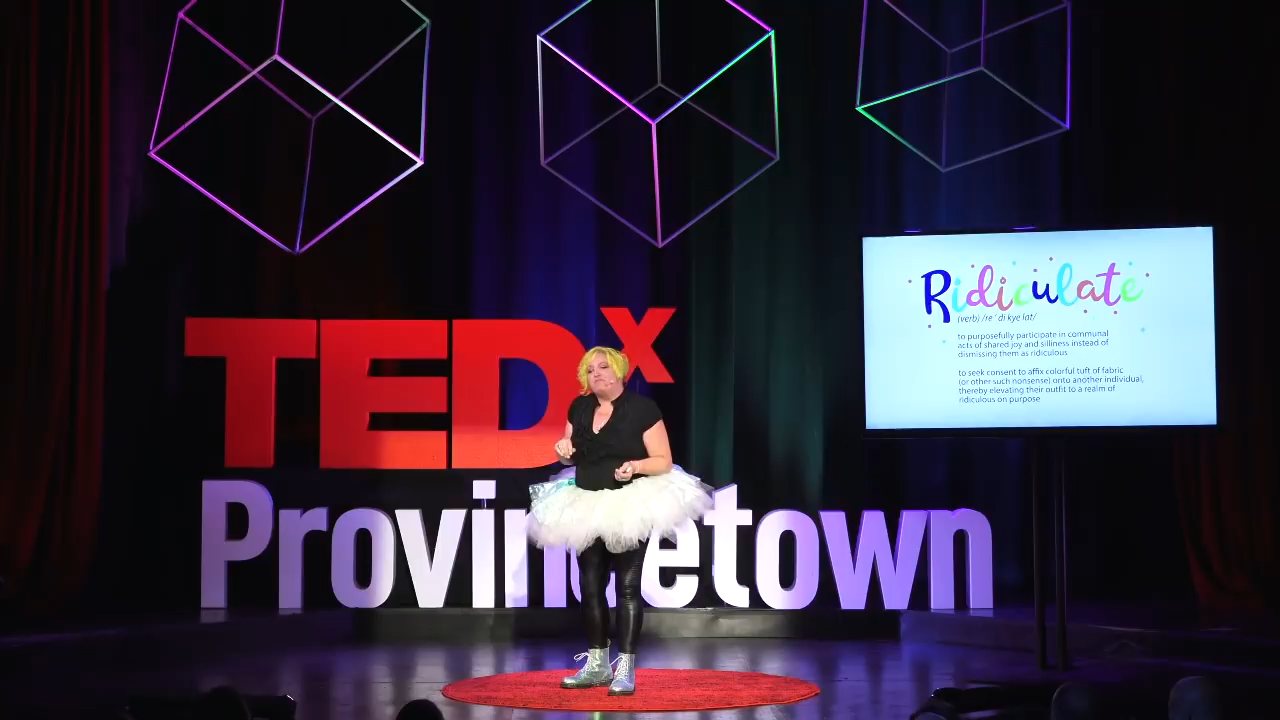 TEDx
Provincetown
Ridiculate
(verb) /re ' di kye lat/
to purposefully participate in communal
acts of shared joy and silliness instead of
dismissing them as ridiculous
to seek consent to affix colorful tuft of fabric
(or other such nonsense) onto another individual,
thereby elevating their outfit to a realm of
ridiculous on purpose